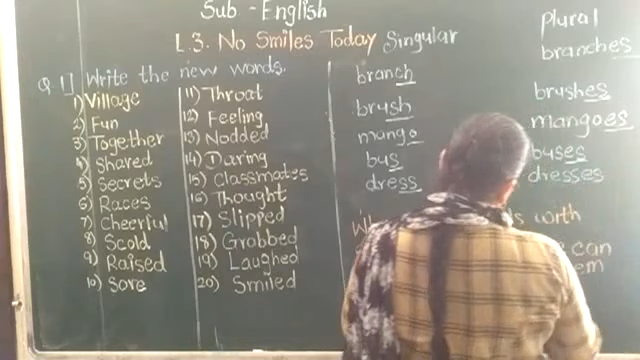 Sub - English
L.3. No Smiles Today
Q.1] Write the new words.
1) Village
2) Fun
3) Together
4) Shared
5) Secrets
6) Races
7) Cheerful
8) Scold
9) Raised
10) Sore
11) Throat
12) Feeling
13) Nodded
14) Daring
15) Classmates
16) Thought
17) Slipped
18) Grabbed
19) Laughed
20) Smiled
Singular
branch
brush
mango
bus
dress
plural
branches
brushes
mangoes
buses
dresses
worth
can